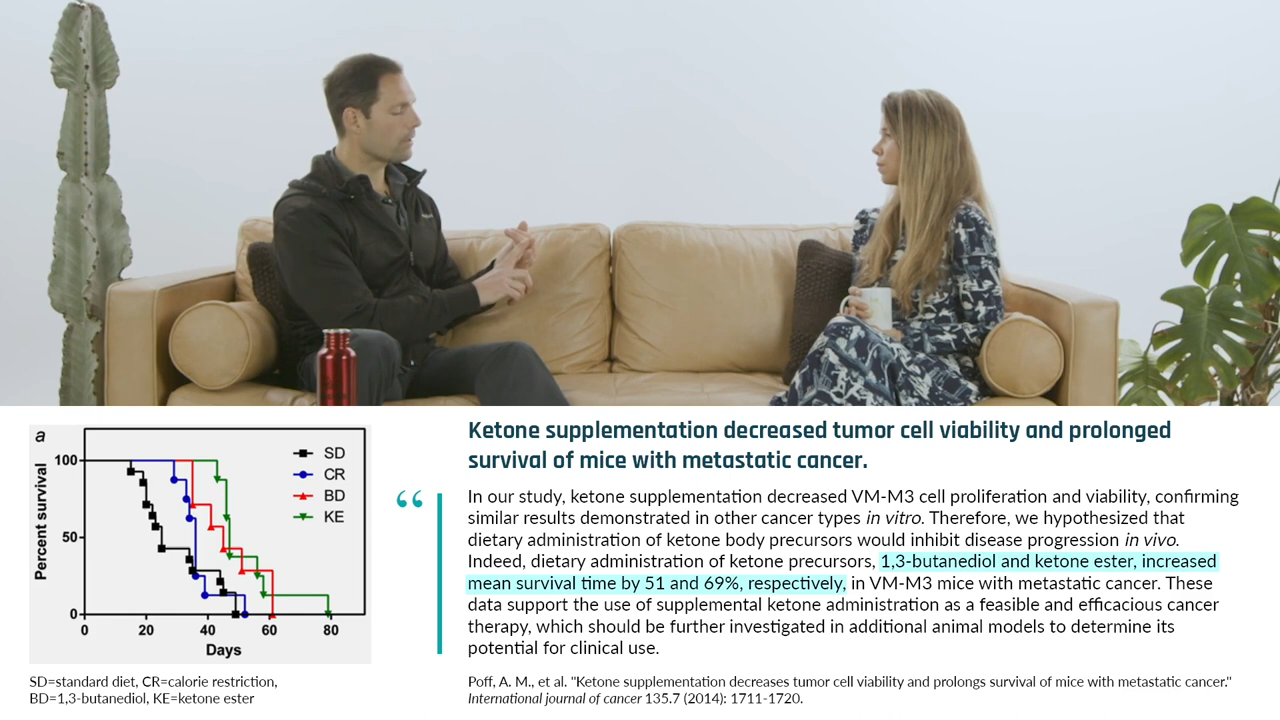 Ketone supplementation decreased tumor cell viability and prolonged
survival of mice with metastatic cancer.
a
SD
CR
BD
KE
Percent survival
100
50
0
0 20 40 60 80
Days
SD=standard diet, CR=calorie restriction,
BD=1,3-butanediol, KE=ketone ester
“
In our study, ketone supplementation decreased VM-M3 cell proliferation and viability, confirming
similar results demonstrated in other cancer types in vitro. Therefore, we hypothesized that
dietary administration of ketone body precursors would inhibit disease progression in vivo.
Indeed, dietary administration of ketone precursors, 1,3-butanediol and ketone ester, increased
mean survival time by 51 and 69%, respectively, in VM-M3 mice with metastatic cancer. These
data support the use of supplemental ketone administration as a feasible and efficacious cancer
therapy, which should be further investigated in additional animal models to determine its
potential for clinical use.
Poff, A. M., et al. "Ketone supplementation decreases tumor cell viability and prolongs survival of mice with metastatic cancer."
International journal of cancer 135.7 (2014): 1711-1720.